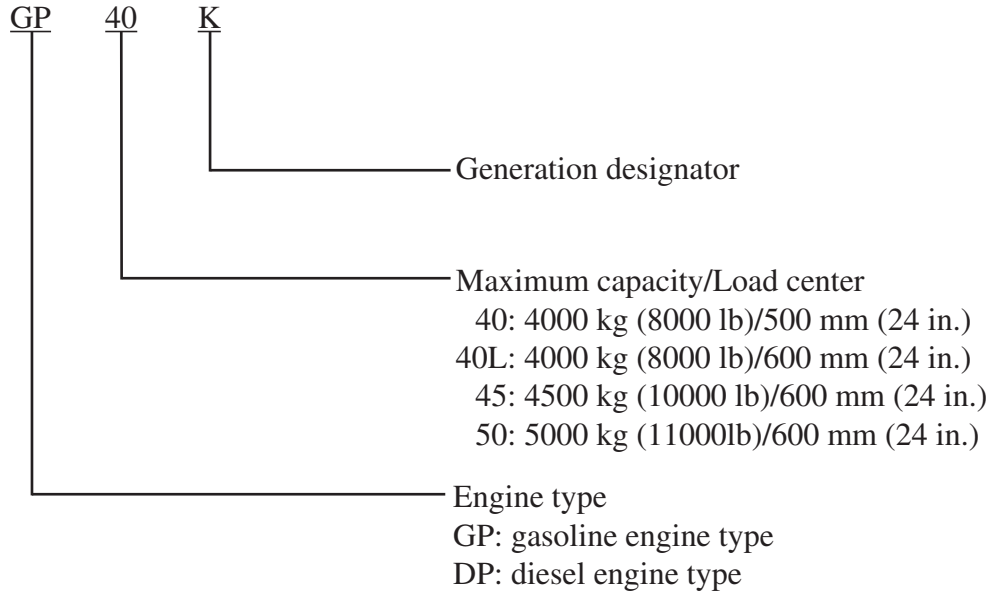 GP 40 K
Generation designator
Maximum capacity/Load center
40: 4000 kg (8000 lb)/500 mm (24 in.)
40L: 4000 kg (8000 lb)/600 mm (24 in.)
45: 4500 kg (10000 lb)/600 mm (24 in.)
50: 5000 kg (11000lb)/600 mm (24 in.)
Engine type
GP: gasoline engine type
DP: diesel engine type